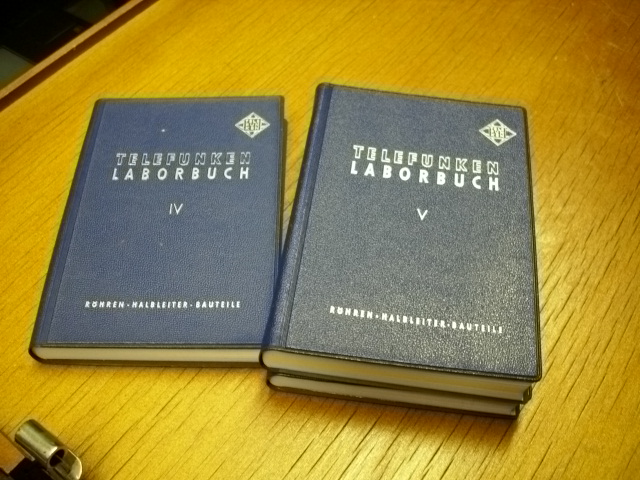 TELEFUNKEN
LABORBUCH
IV
RÖHREN · HALBLEITER · BAUTEILE
TELEFUNKEN
LABORBUCH
V
RÖHREN · HALBLEITER · BAUTEILE